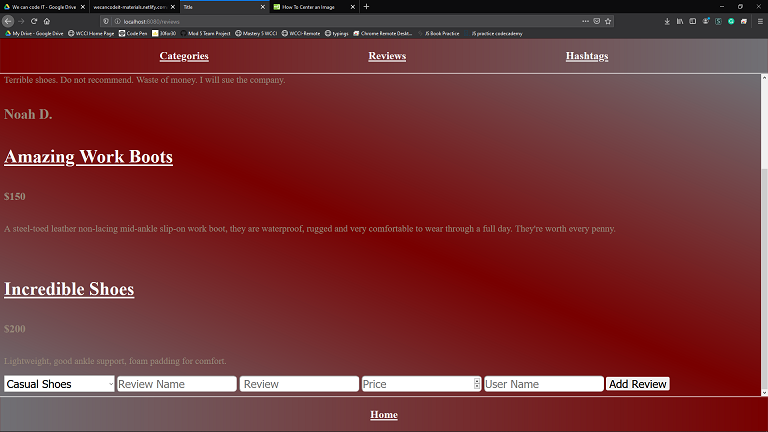 We can code IT - Google Drive
wecancodeit-materials.netlify.com
Title
How To Center an Image
localhost:8080/reviews
My Drive - Google Drive
WCCI Home Page
Code Pen
30for30
Mod 5 Team Project
Mastery 5 WCCI
WCCI-Remote
typings
Chrome Remote Deskt...
JS Book Practice
JS practice codecademy
Categories
Reviews
Hashtags
Terrible shoes. Do not recommend. Waste of money. I will sue the company.
Noah D.
Amazing Work Boots
$150
A steel-toed leather non-lacing mid-ankle slip-on work boot, they are waterproof, rugged and very comfortable to wear through a full day. They're worth every penny.
Incredible Shoes
$200
Lightweight, good ankle support, foam padding for comfort.
Casual Shoes
Review Name
Review
Price
User Name
Add Review
Home